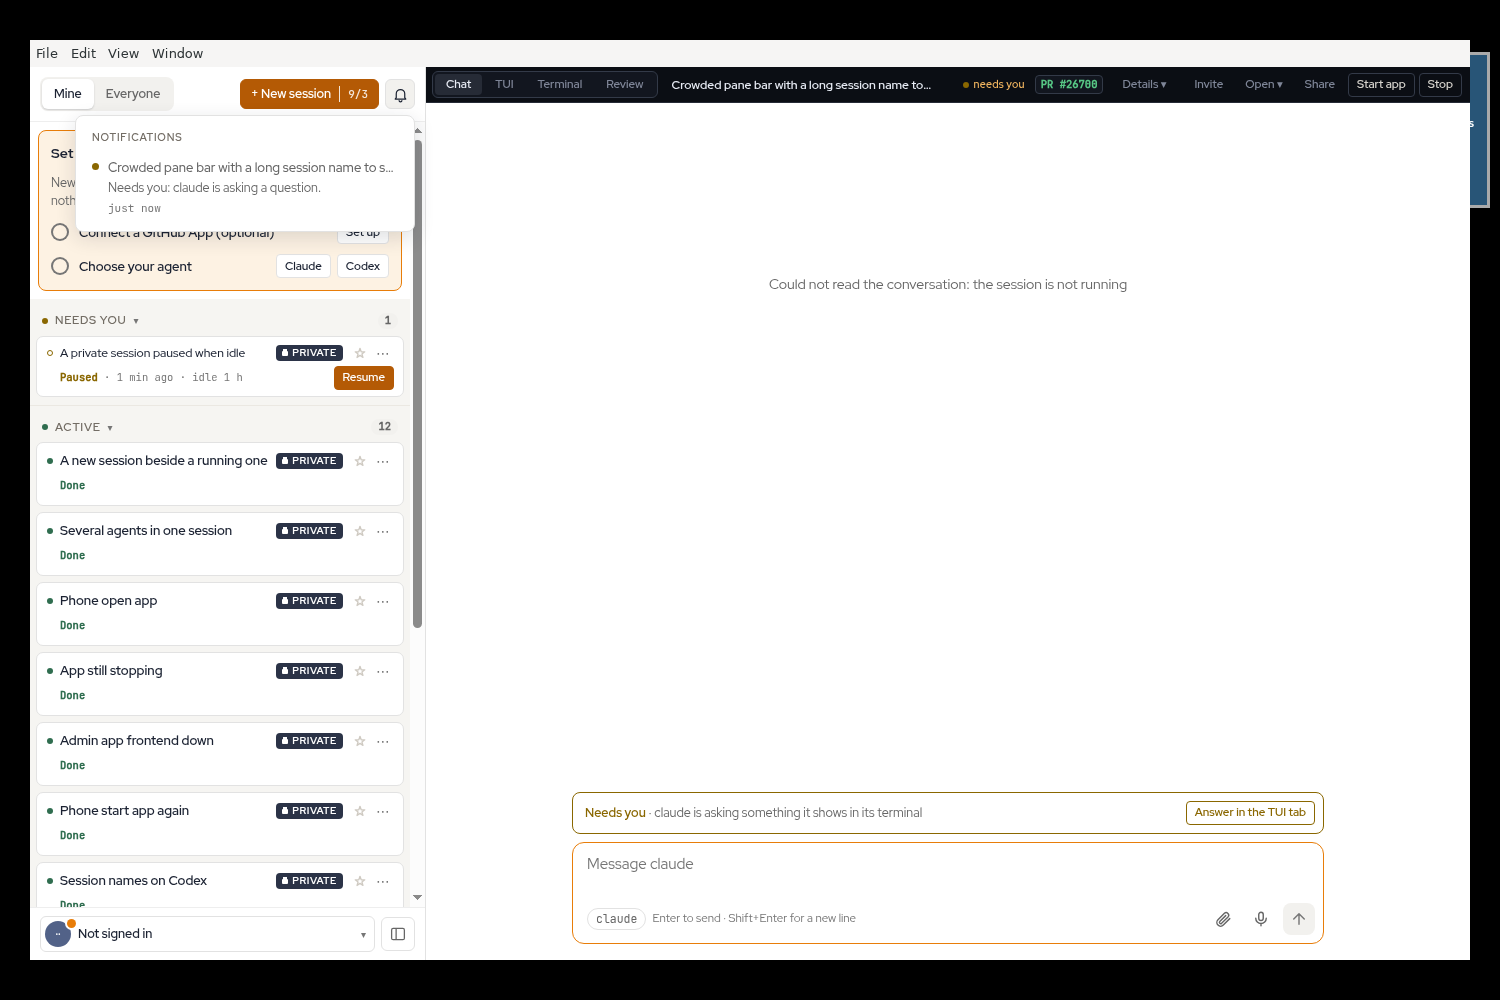 File Edit View Window
Mine Everyone + New session 9/3
NOTIFICATIONS
Crowded pane bar with a long session name to s...
Needs you: claude is asking a question.
just now
Set
New
noth
Connect a GitHub App (optional) Set up
Choose your agent Claude Codex
NEEDS YOU ▾ 1
A private session paused when idle PRIVATE
Paused · 1 min ago · idle 1 h Resume
ACTIVE ▾ 12
A new session beside a running one PRIVATE
Done
Several agents in one session PRIVATE
Done
Phone open app PRIVATE
Done
App still stopping PRIVATE
Done
Admin app frontend down PRIVATE
Done
Phone start app again PRIVATE
Done
Session names on Codex PRIVATE
Done
Not signed in ▾
Chat TUI Terminal Review Crowded pane bar with a long session name to... needs you PR #26700 Details ▾ Invite Open ▾ Share Start app Stop
s
Could not read the conversation: the session is not running
Needs you · claude is asking something it shows in its terminal Answer in the TUI tab
Message claude
claude Enter to send · Shift+Enter for a new line